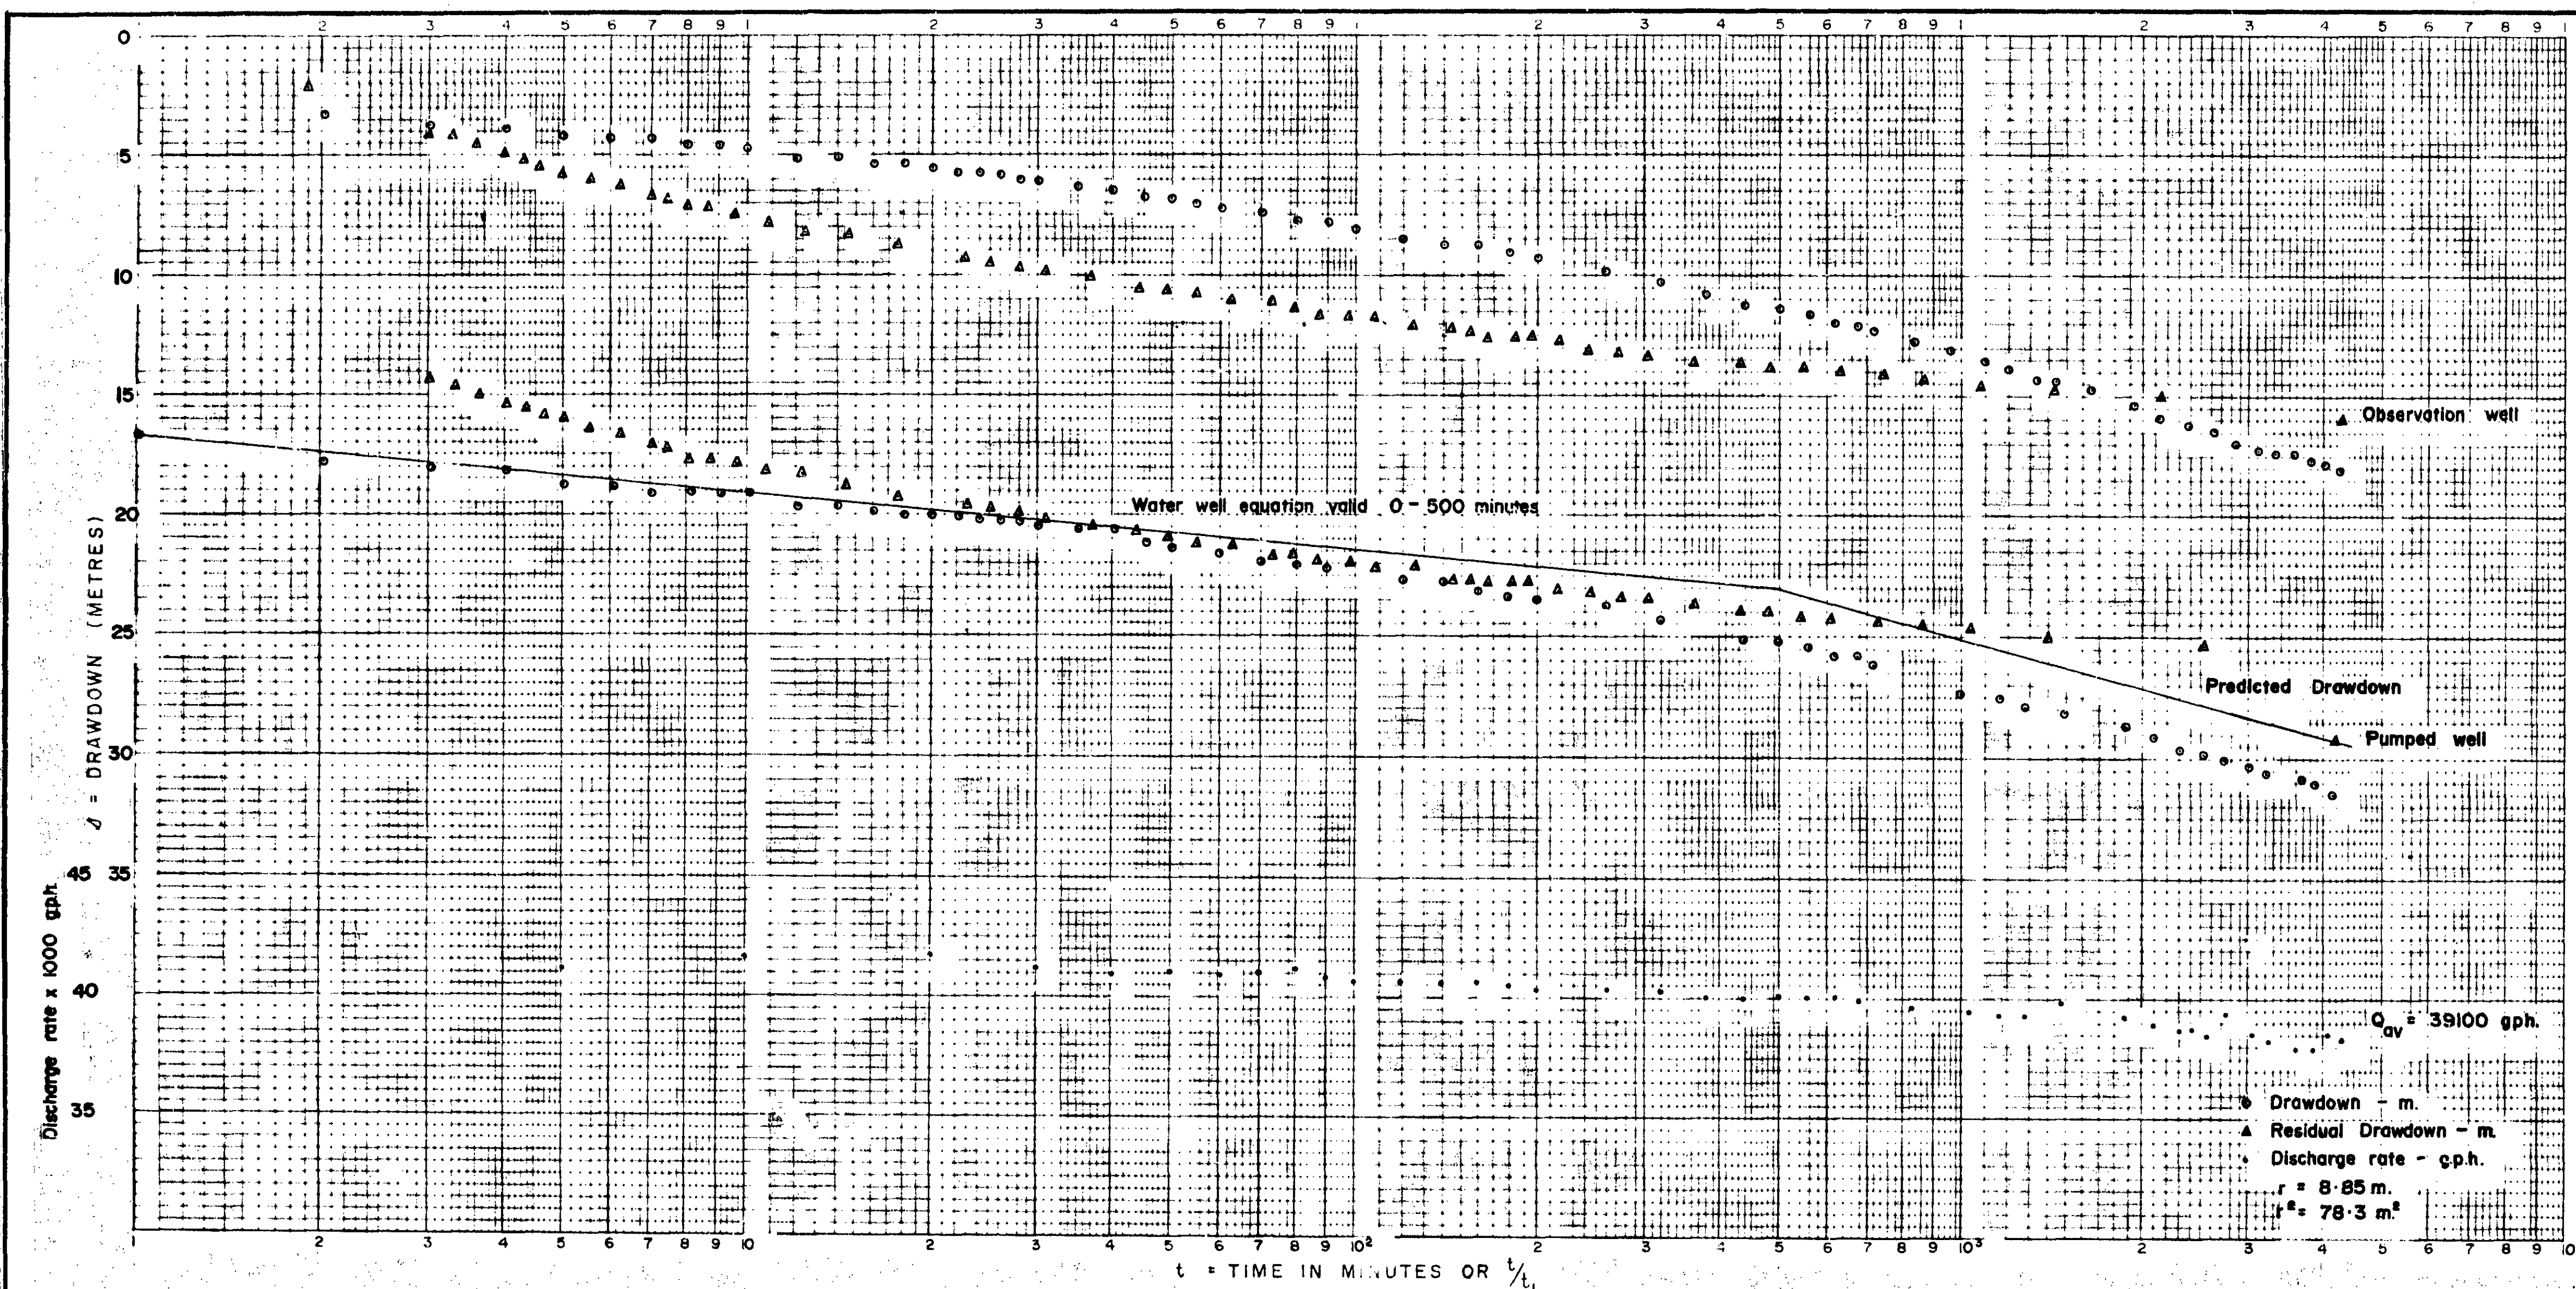 1 2 3 4 5 6 7 8 9 1 2 3 4 5 6 7 8 9 1 2 3 4 5 6 7 8 9 1 2 3 4 5 6 7 8 9 1
0
5
10
15
20
25
30
45 35
40
35
s = DRAWDOWN (METRES)
Discharge rate x 1000 g.p.h.
Observation well
Water well equation valid 0 - 500 minutes
Predicted Drawdown
Pumped well
Qav = 39100 gph.
Drawdown - m.
Residual Drawdown - m.
Discharge rate - g.p.h.
r = 8·85 m.
r² = 78·3 m²
1 2 3 4 5 6 7 8 9 10 2 3 4 5 6 7 8 9 10² 2 3 4 5 6 7 8 9 10³ 2 3 4 5 6 7 8 9 10
t = TIME IN MINUTES OR t/t₁